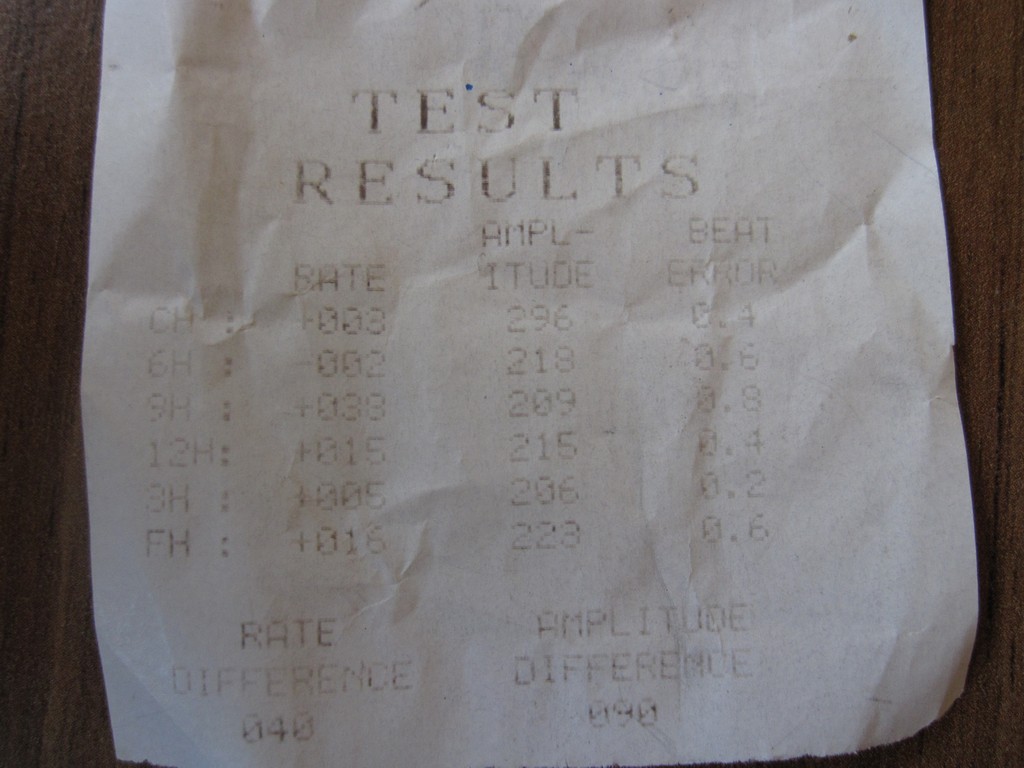 TEST
RESULTS
AMPL- BEAT
RATE ITUDE ERROR
CH : +003 296 0.4
6H : -002 218 0.6
9H : +038 209 0.8
12H: +015 215 0.4
3H : +005 206 0.2
FH : +016 223 0.6
RATE AMPLITUDE
DIFFERENCE DIFFERENCE
040 090